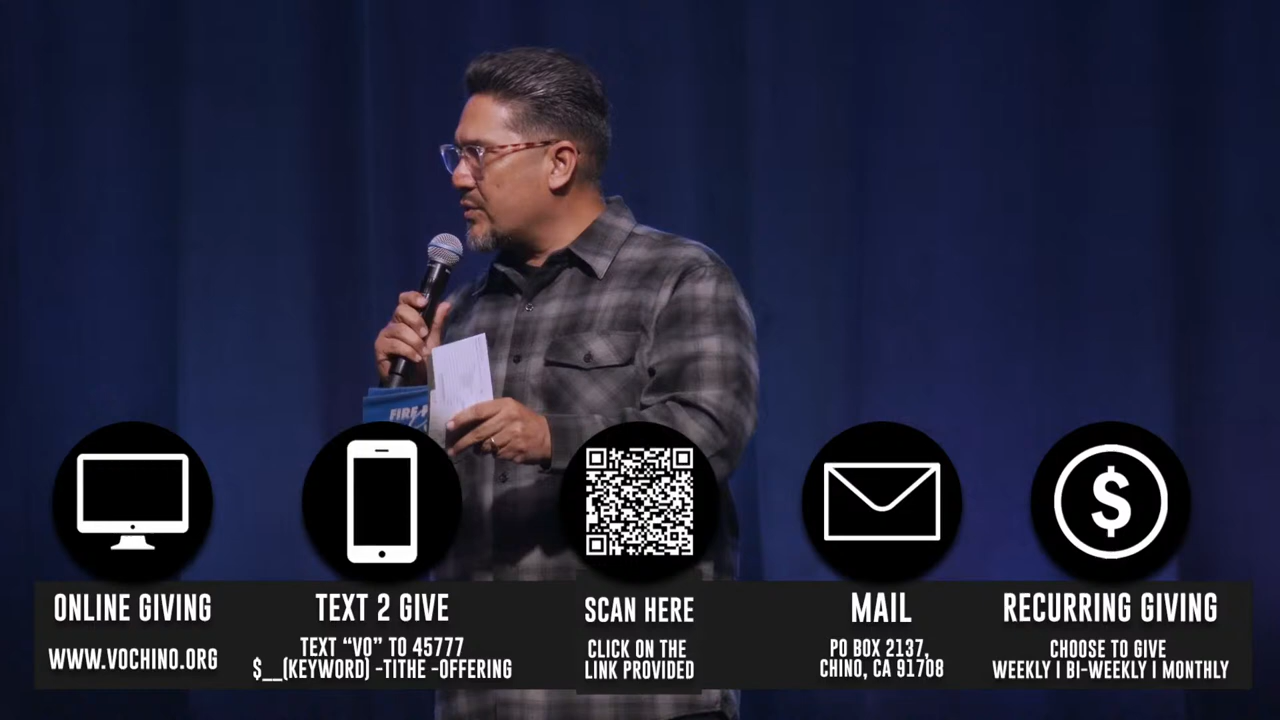 FIRE+
ONLINE GIVING
WWW.VOCHINO.ORG
TEXT 2 GIVE
TEXT “VO” TO 45777
$__(KEYWORD) -TITHE -OFFERING
SCAN HERE
CLICK ON THE
LINK PROVIDED
MAIL
PO BOX 2137,
CHINO, CA 91708
RECURRING GIVING
CHOOSE TO GIVE
WEEKLY | BI-WEEKLY | MONTHLY